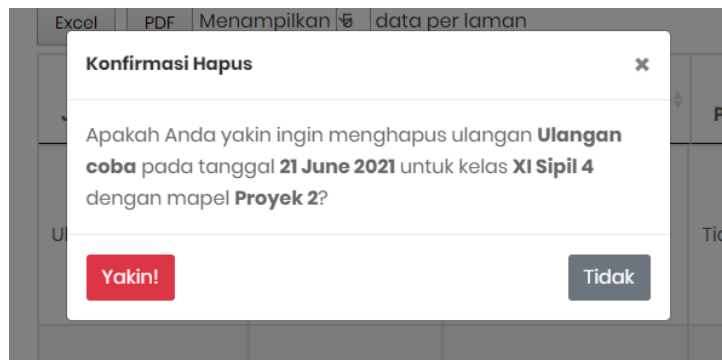 Excel PDF Menampilkan 5 data per laman
Konfirmasi Hapus ×
Apakah Anda yakin ingin menghapus ulangan Ulangan
coba pada tanggal 21 June 2021 untuk kelas XI Sipil 4
dengan mapel Proyek 2?
Yakin! Tidak